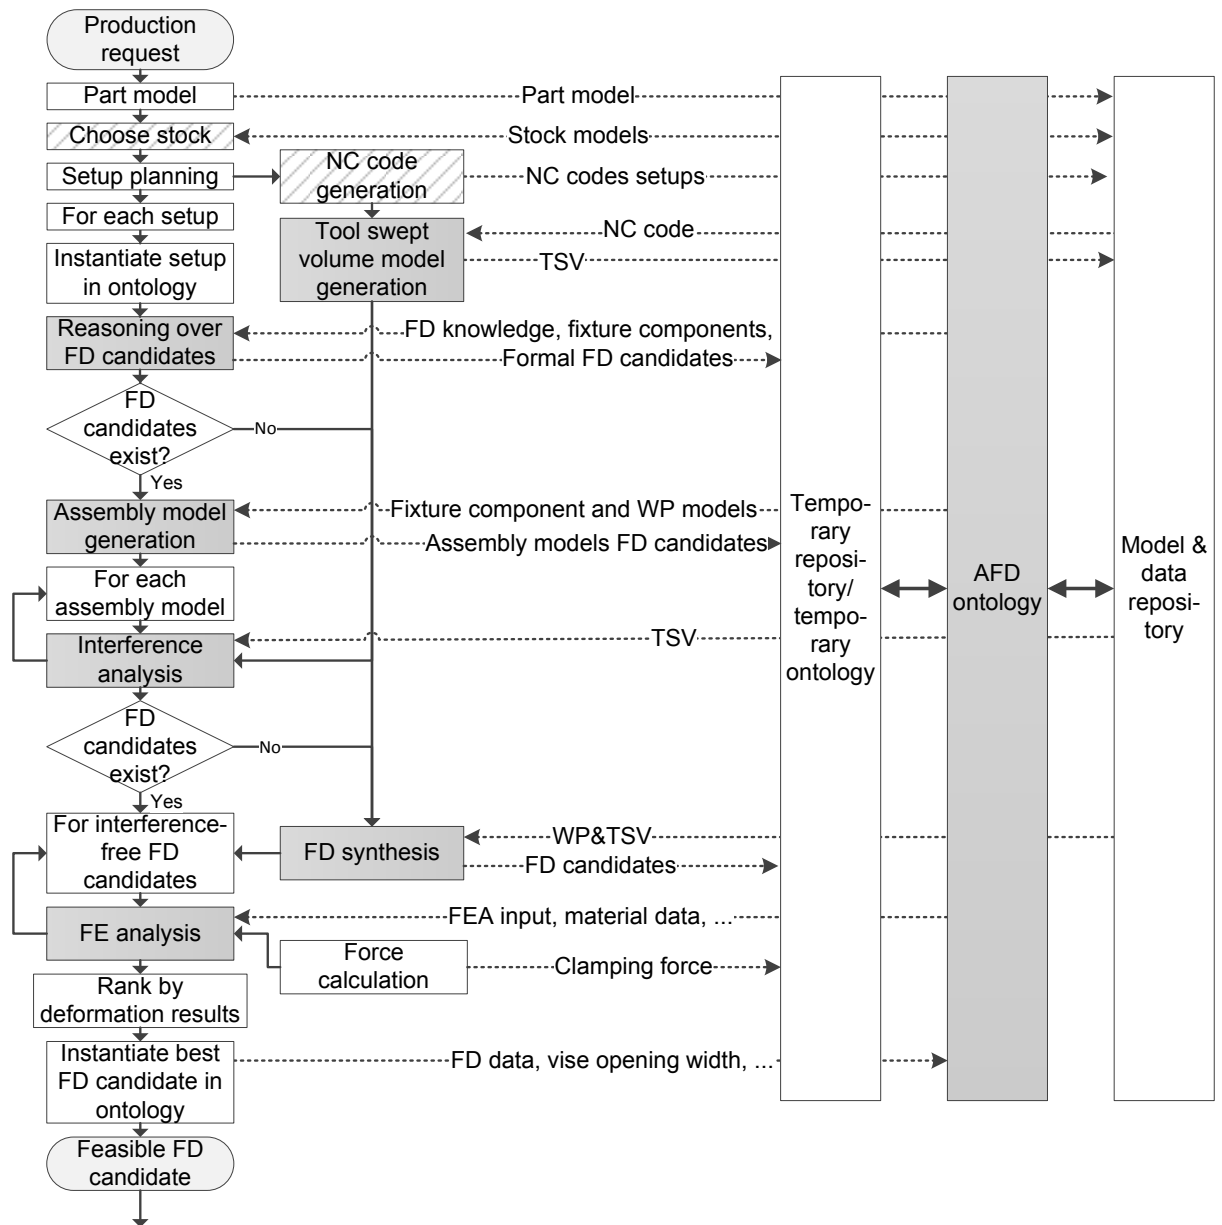 Production
request
Part model
Part model
Choose stock
Stock models
Setup planning
NC code
generation
NC codes setups
For each setup
Tool swept
volume model
generation
NC code
TSV
Instantiate setup
in ontology
Reasoning over
FD candidates
FD knowledge, fixture components,
Formal FD candidates
FD
candidates
exist?
No
Yes
Assembly model
generation
Fixture component and WP models
Assembly models FD candidates
For each
assembly model
Interference
analysis
TSV
FD
candidates
exist?
No
Yes
For interference-
free FD
candidates
FD synthesis
WP&TSV
FD candidates
FE analysis
FEA input, material data, ...
Force
calculation
Clamping force
Rank by
deformation results
Instantiate best
FD candidate in
ontology
FD data, vise opening width, ...
Feasible FD
candidate
Tempo-
rary
reposi-
tory/
tempo-
rary
ontology
AFD
ontology
Model &
data
reposi-
tory